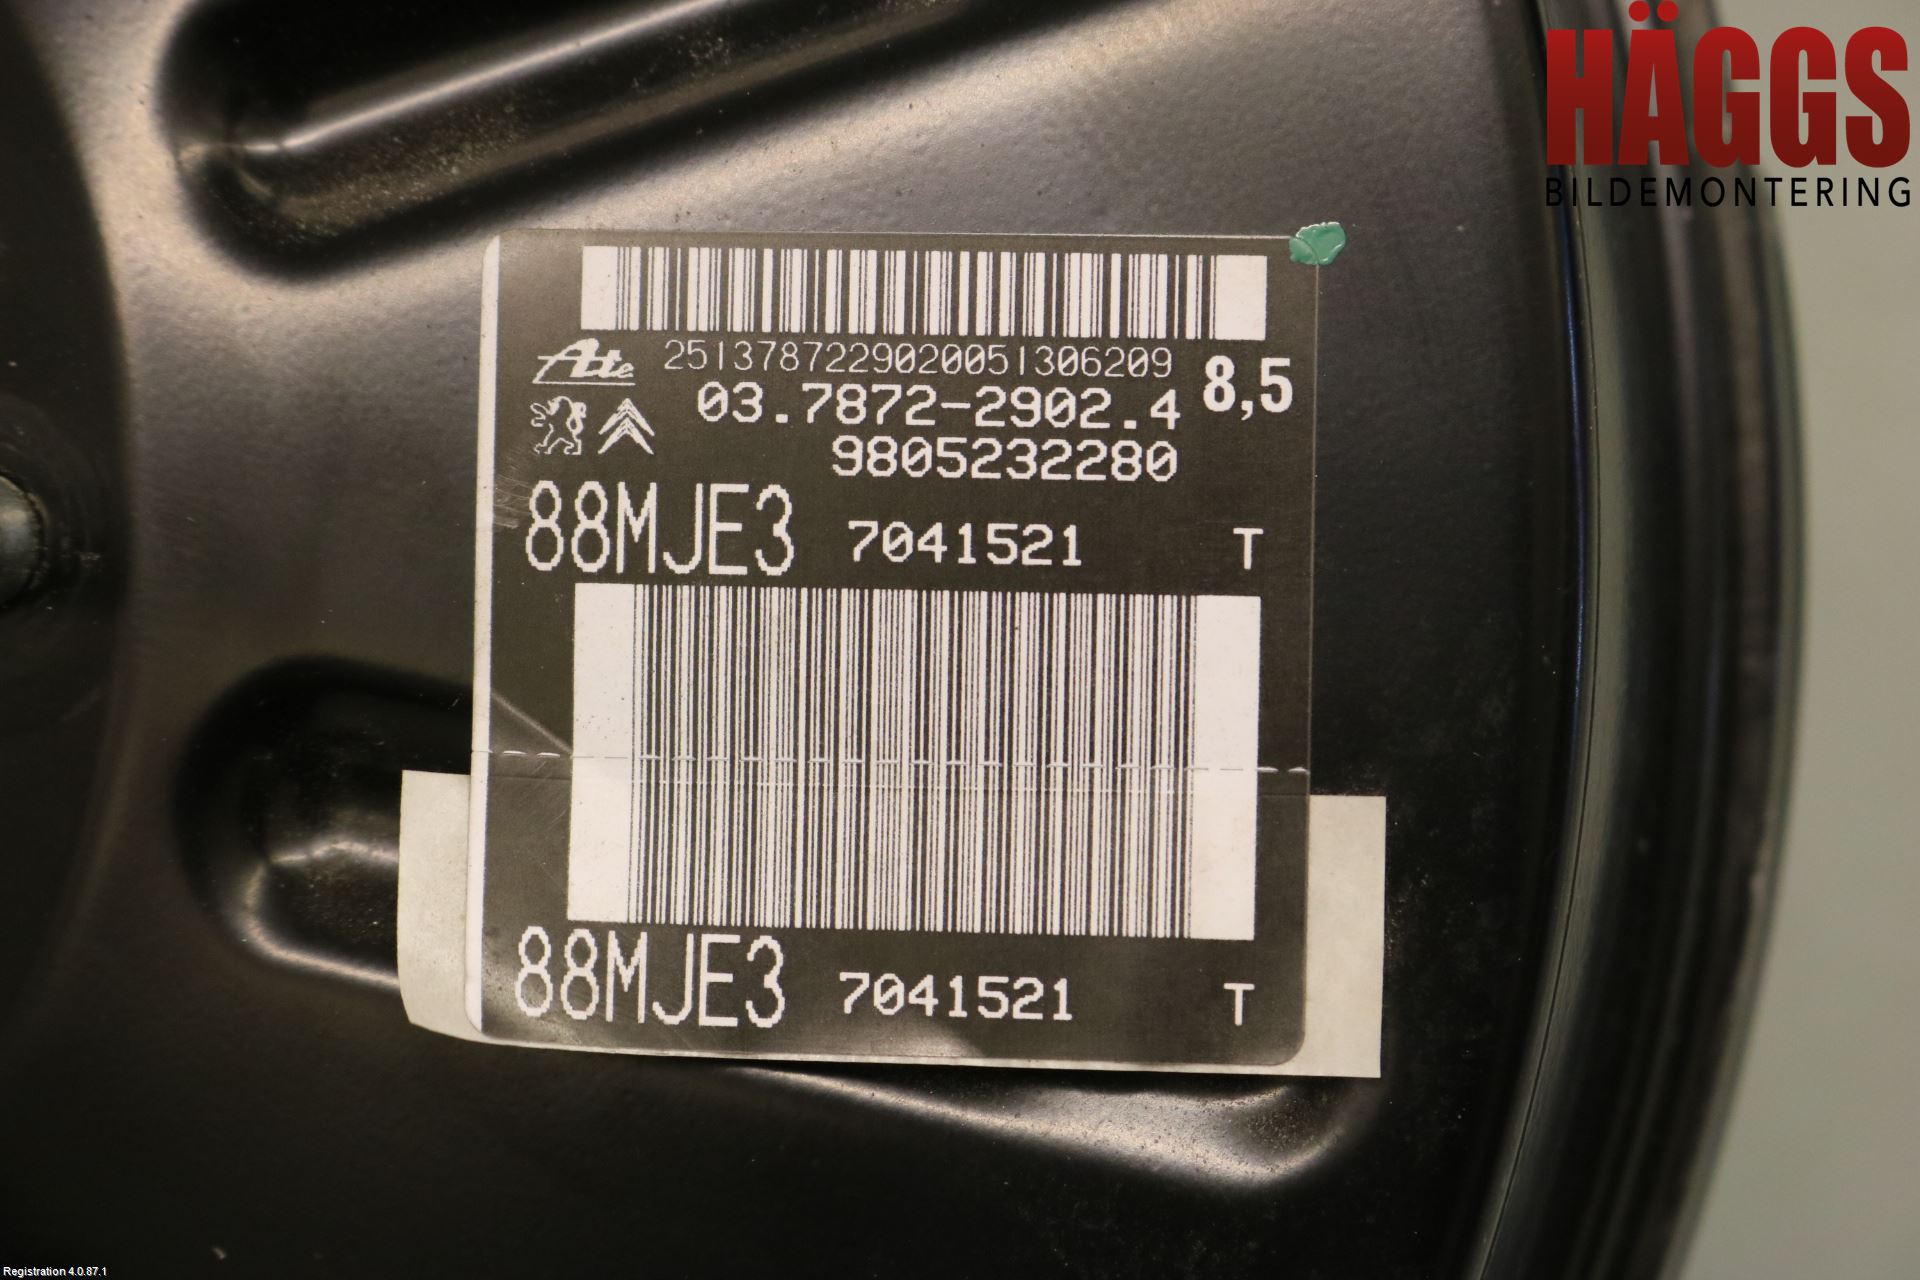 HÄGGS
BILDEMONTERING
Ate 2513787229020051306209 8,5
03.7872-2902.4
9805232280
88MJE3 7041521 T
88MJE3 7041521 T
Registration 4.0.87.1